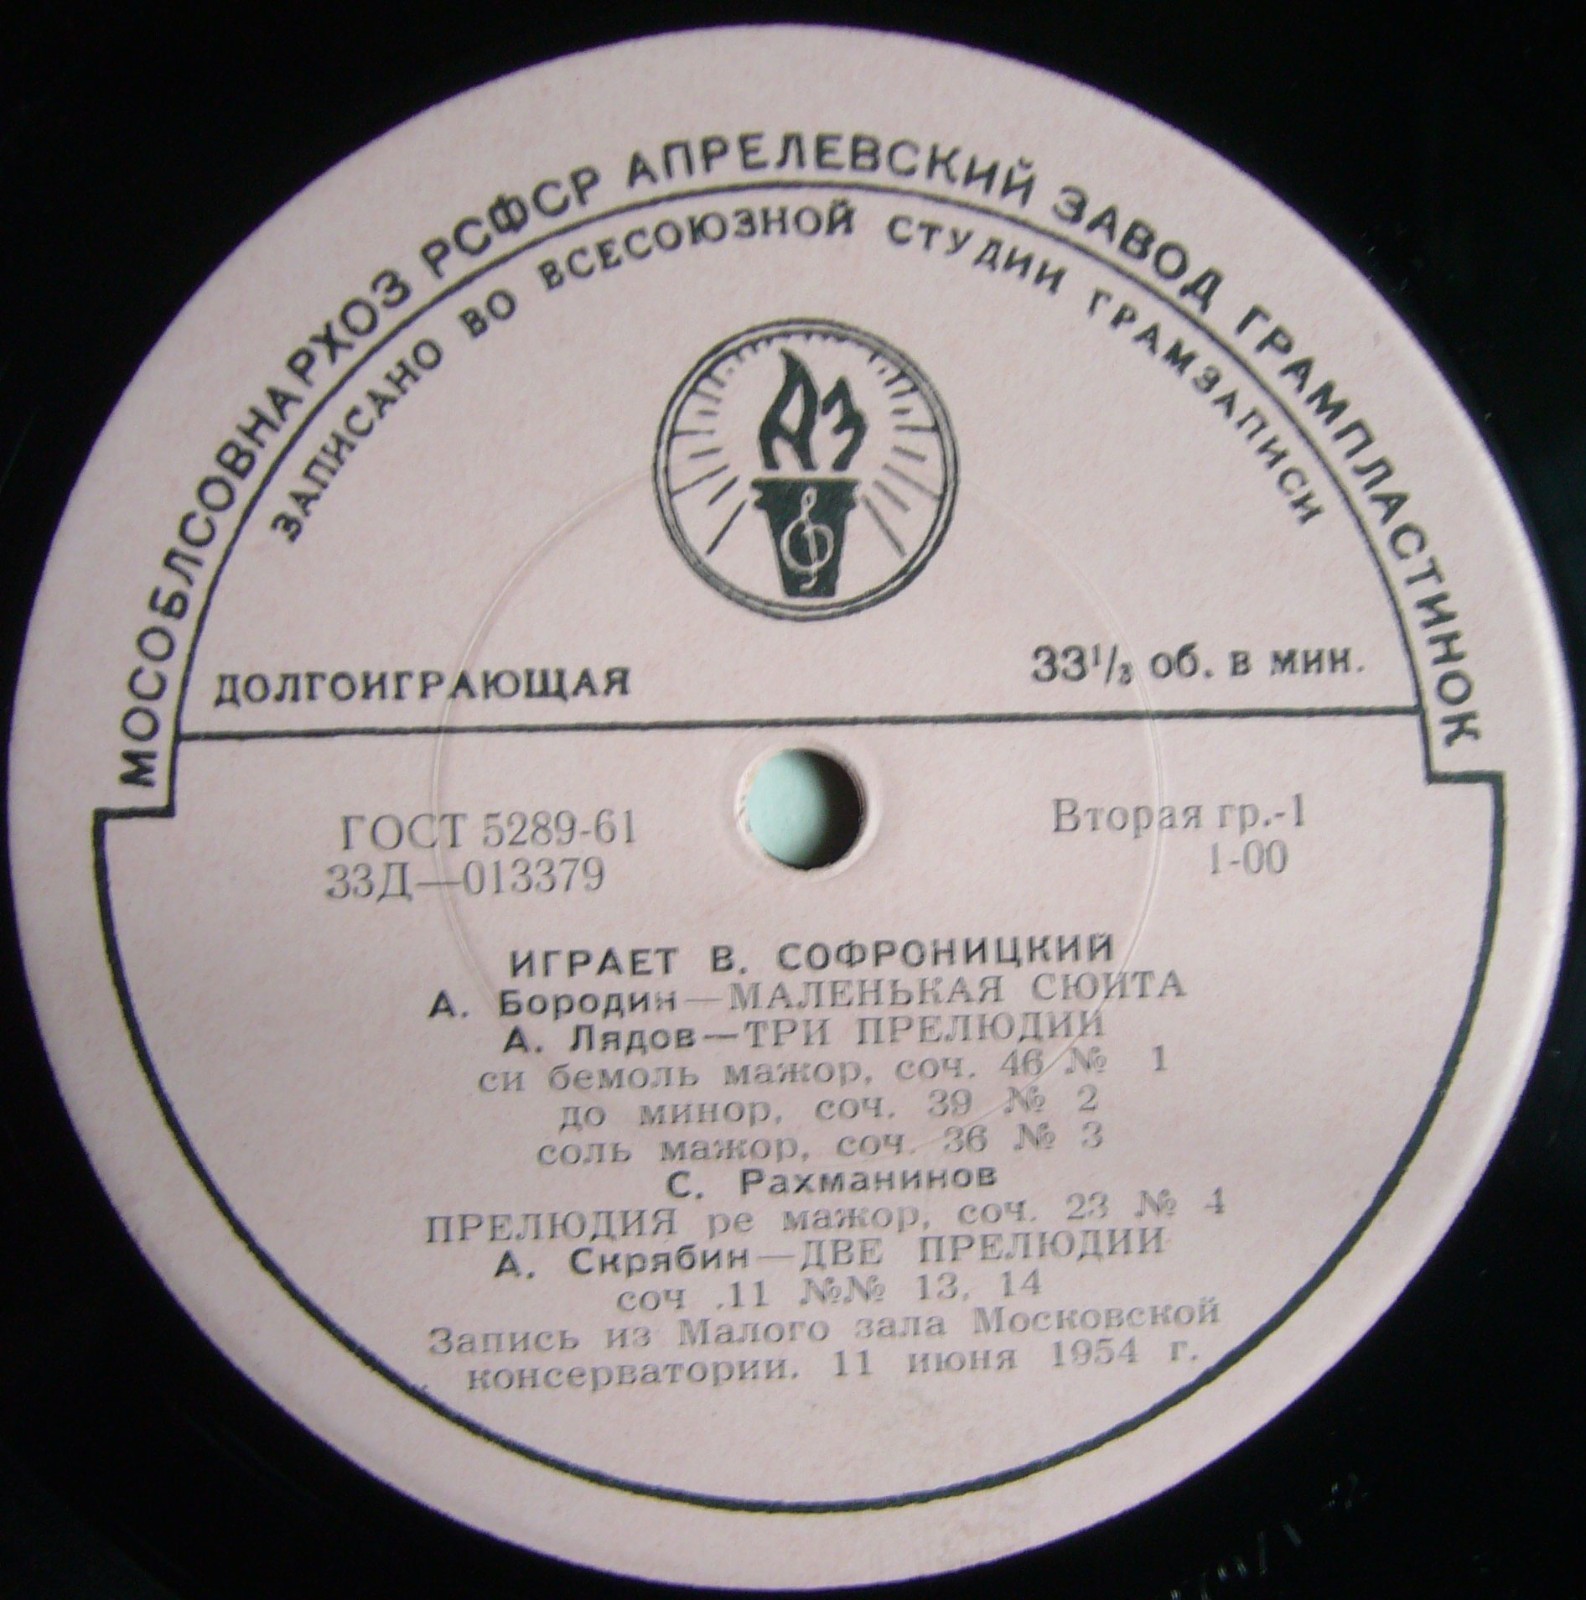 МОСОБЛСОВНАРХОЗ РСФСР АПРЕЛЕВСКИЙ ЗАВОД ГРАМПЛАСТИНОК
ЗАПИСАНО ВО ВСЕСОЮЗНОЙ СТУДИИ ГРАМЗАПИСИ
АЗ
ДОЛГОИГРАЮЩАЯ
33 1/3 об. в мин.
ГОСТ 5289-61
33Д—013379
Вторая гр.-1
1-00
ИГРАЕТ В. СОФРОНИЦКИЙ
А. Бородин—МАЛЕНЬКАЯ СЮИТА
А. Лядов—ТРИ ПРЕЛЮДИИ
си бемоль мажор, соч. 46 № 1
до минор, соч. 39 № 2
соль мажор, соч. 36 № 3
С. Рахманинов
ПРЕЛЮДИЯ ре мажор, соч. 23 № 4
А. Скрябин—ДВЕ ПРЕЛЮДИИ
соч .11 №№ 13, 14
Запись из Малого зала Московской
консерватории, 11 июня 1954 г.